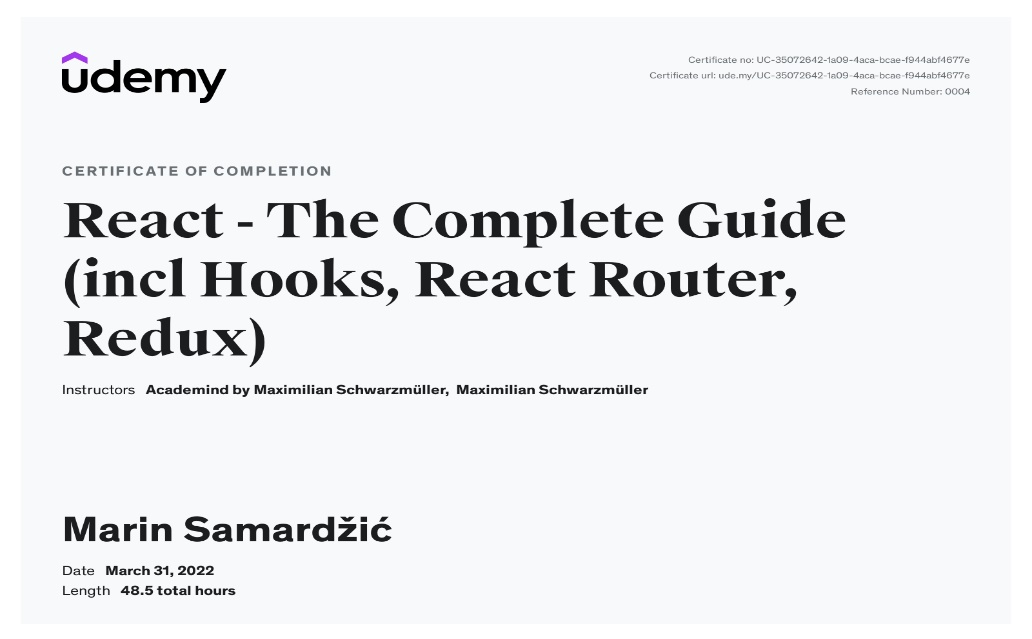 udemy
Certificate no: UC-35072642-1a09-4aca-bcae-f944abf4677e
Certificate url: ude.my/UC-35072642-1a09-4aca-bcae-f944abf4677e
Reference Number: 0004
CERTIFICATE OF COMPLETION
React - The Complete Guide
(incl Hooks, React Router,
Redux)
Instructors Academind by Maximilian Schwarzmüller, Maximilian Schwarzmüller
Marin Samardžić
Date March 31, 2022
Length 48.5 total hours